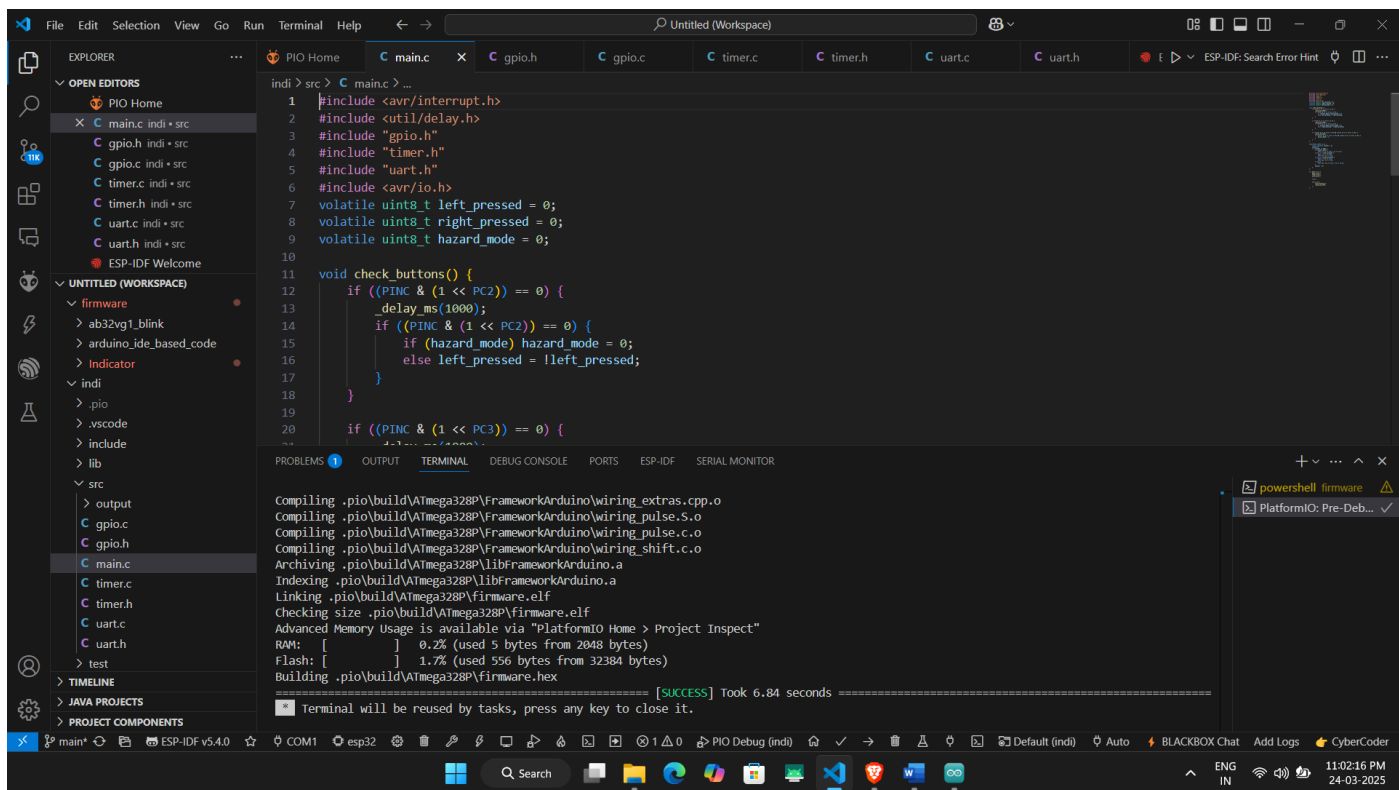 File Edit Selection View Go Run Terminal Help
Untitled (Workspace)
EXPLORER
OPEN EDITORS
PIO Home
C main.c indi • src
C gpio.h indi • src
C gpio.c indi • src
C timer.c indi • src
C timer.h indi • src
C uart.c indi • src
C uart.h indi • src
ESP-IDF Welcome
UNTITLED (WORKSPACE)
firmware
ab32vg1_blink
arduino_ide_based_code
Indicator
indi
.pio
.vscode
include
lib
src
output
C gpio.c
C gpio.h
C main.c
C timer.c
C timer.h
C uart.c
C uart.h
test
TIMELINE
JAVA PROJECTS
PROJECT COMPONENTS
11K
PIO Home C main.c C gpio.h C gpio.c C timer.c C timer.h C uart.c C uart.h E ESP-IDF: Search Error Hint
indi > src > C main.c > ...
1 #include <avr/interrupt.h>
2 #include <util/delay.h>
3 #include "gpio.h"
4 #include "timer.h"
5 #include "uart.h"
6 #include <avr/io.h>
7 volatile uint8_t left_pressed = 0;
8 volatile uint8_t right_pressed = 0;
9 volatile uint8_t hazard_mode = 0;
10
11 void check_buttons() {
12 if ((PINC & (1 << PC2)) == 0) {
13 _delay_ms(1000);
14 if ((PINC & (1 << PC2)) == 0) {
15 if (hazard_mode) hazard_mode = 0;
16 else left_pressed = !left_pressed;
17 }
18 }
19
20 if ((PINC & (1 << PC3)) == 0) {
PROBLEMS 1 OUTPUT TERMINAL DEBUG CONSOLE PORTS ESP-IDF SERIAL MONITOR
Compiling .pio\build\ATmega328P\FrameworkArduino\wiring_extras.cpp.o
Compiling .pio\build\ATmega328P\FrameworkArduino\wiring_pulse.S.o
Compiling .pio\build\ATmega328P\FrameworkArduino\wiring_pulse.c.o
Compiling .pio\build\ATmega328P\FrameworkArduino\wiring_shift.c.o
Archiving .pio\build\ATmega328P\libFrameworkArduino.a
Indexing .pio\build\ATmega328P\libFrameworkArduino.a
Linking .pio\build\ATmega328P\firmware.elf
Checking size .pio\build\ATmega328P\firmware.elf
Advanced Memory Usage is available via "PlatformIO Home > Project Inspect"
RAM: [ ] 0.2% (used 5 bytes from 2048 bytes)
Flash: [ ] 1.7% (used 556 bytes from 32384 bytes)
Building .pio\build\ATmega328P\firmware.hex
==================================================== [SUCCESS] Took 6.84 seconds ====================================================
* Terminal will be reused by tasks, press any key to close it.
powershell firmware
PlatformIO: Pre-Deb...
main* ESP-IDF v5.4.0 COM1 esp32 1 0 PIO Debug (indi) Default (indi) Auto BLACKBOX Chat Add Logs CyberCoder
Search
ENG
IN
11:02:16 PM
24-03-2025